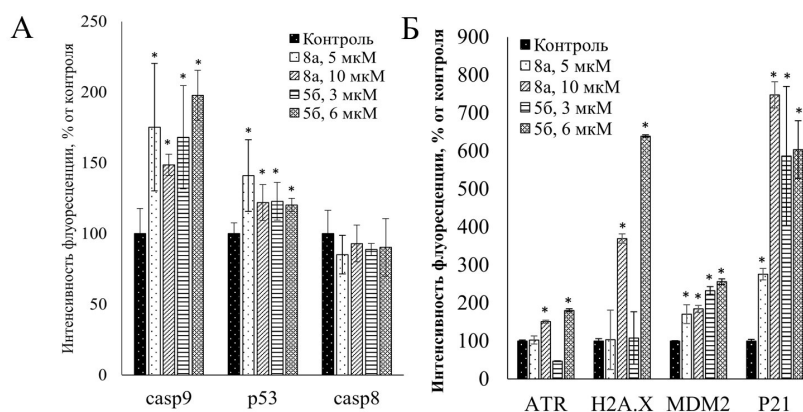 А
Интенсивность флуоресценции, % от контроля
250
200
150
100
50
0
* * * * * * * *
Контроль
8а, 5 мкМ
8а, 10 мкМ
5б, 3 мкМ
5б, 6 мкМ
casp9 p53 casp8
Б
Интенсивность флуоресценции, % от контроля
900
800
700
600
500
400
300
200
100
0
Контроль
8а, 5 мкМ
8а, 10 мкМ
5б, 3 мкМ
5б, 6 мкМ
* * * * * * * * * * * *
ATR H2A.X MDM2 P21